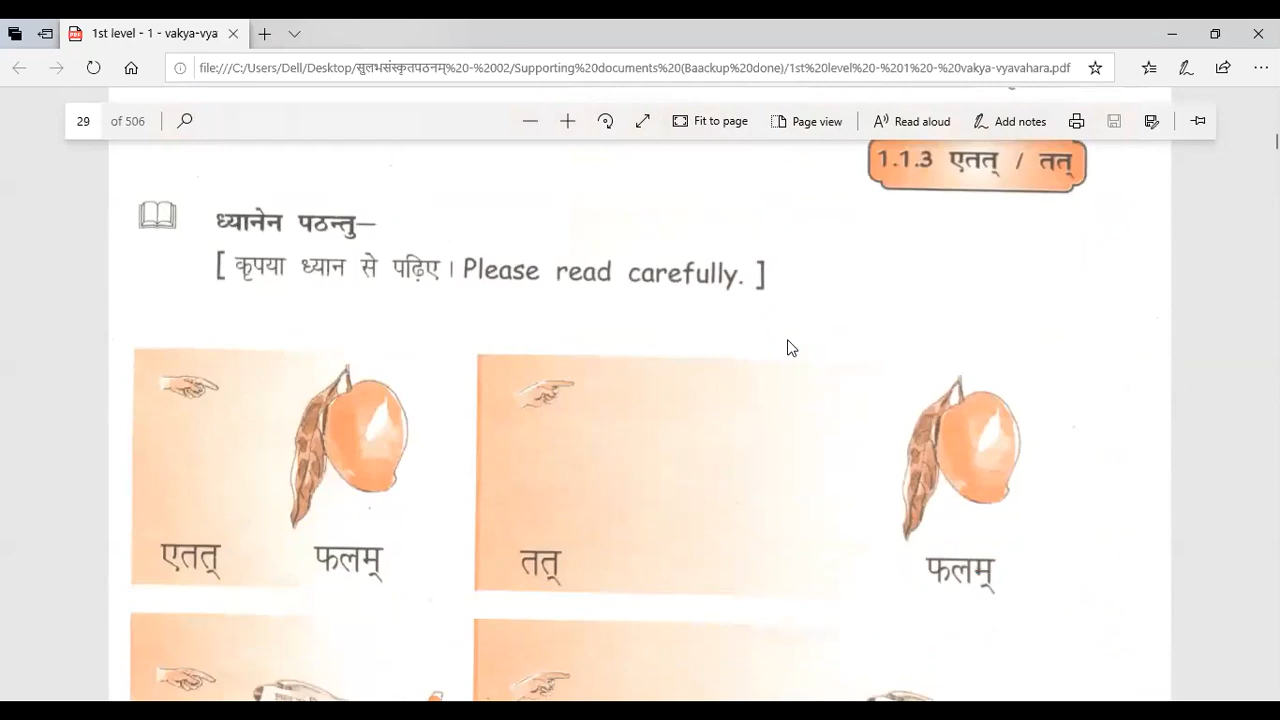 1st level - 1 - vakya-vya
file:///C:/Users/Dell/Desktop/सुलभसंस्कृतपठनम्%20-%2002/Supporting%20documents%20(Baackup%20done)/1st%20level%20-%201%20-%20vakya-vyavahara.pdf
29 of 506 Fit to page Page view Read aloud Add notes
1.1.3 एतत् / तत्
ध्यानेन पठन्तु—
[ कृपया ध्यान से पढ़िए। Please read carefully. ]
एतत् फलम् तत् फलम्